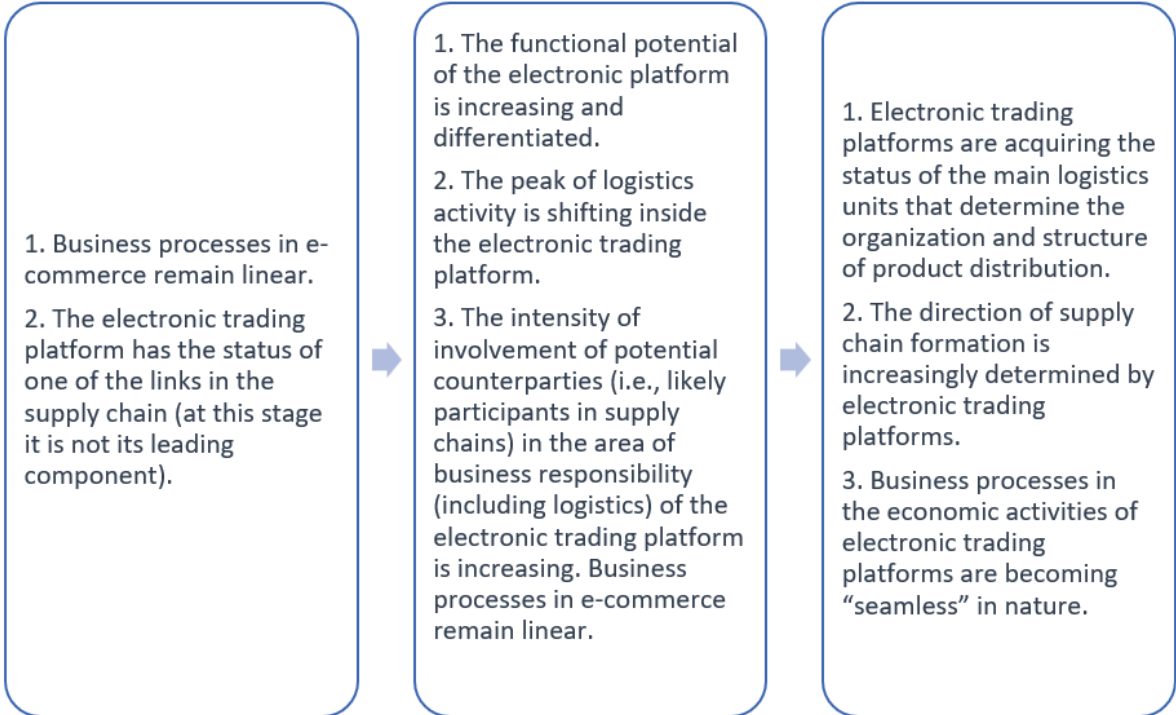 1. Business processes in e-
commerce remain linear.
2. The electronic trading
platform has the status of
one of the links in the
supply chain (at this stage
it is not its leading
component).
1. The functional potential
of the electronic platform
is increasing and
differentiated.
2. The peak of logistics
activity is shifting inside
the electronic trading
platform.
3. The intensity of
involvement of potential
counterparties (i.e., likely
participants in supply
chains) in the area of
business responsibility
(including logistics) of the
electronic trading platform
is increasing. Business
processes in e-commerce
remain linear.
1. Electronic trading
platforms are acquiring the
status of the main logistics
units that determine the
organization and structure
of product distribution.
2. The direction of supply
chain formation is
increasingly determined by
electronic trading
platforms.
3. Business processes in
the economic activities of
electronic trading
platforms are becoming
“seamless” in nature.